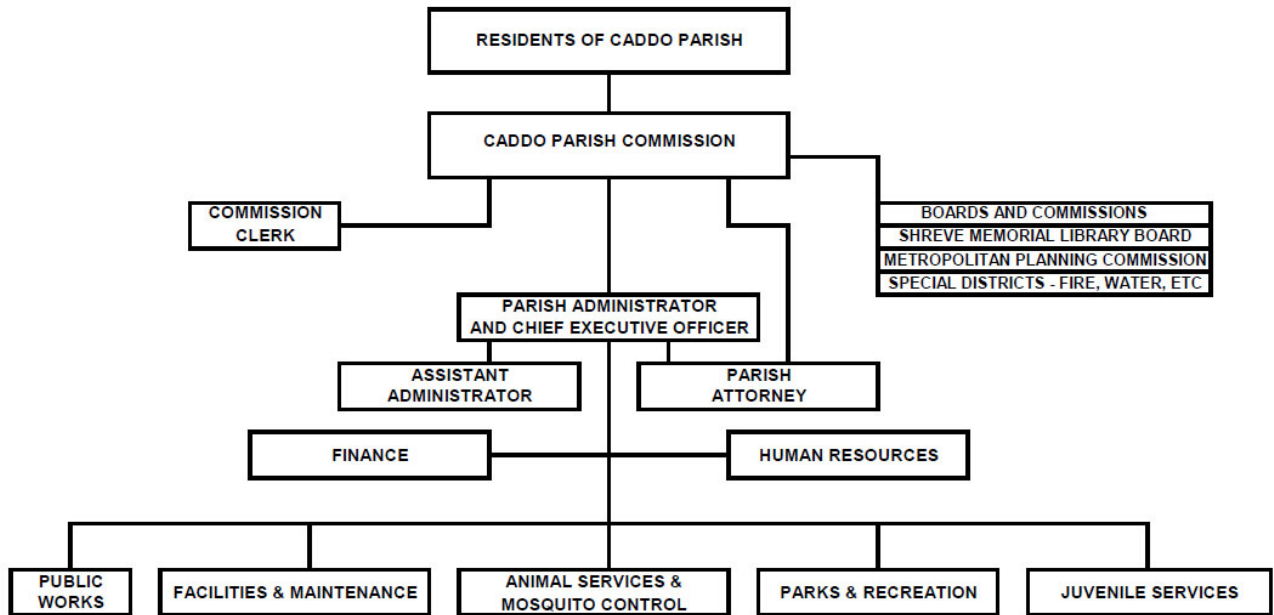 RESIDENTS OF CADDO PARISH
CADDO PARISH COMMISSION
COMMISSION
CLERK
BOARDS AND COMMISSIONS
SHREVE MEMORIAL LIBRARY BOARD
METROPOLITAN PLANNING COMMISSION
SPECIAL DISTRICTS - FIRE, WATER, ETC
PARISH ADMINISTRATOR
AND CHIEF EXECUTIVE OFFICER
ASSISTANT
ADMINISTRATOR
PARISH
ATTORNEY
FINANCE
HUMAN RESOURCES
PUBLIC
WORKS
FACILITIES & MAINTENANCE
ANIMAL SERVICES &
MOSQUITO CONTROL
PARKS & RECREATION
JUVENILE SERVICES